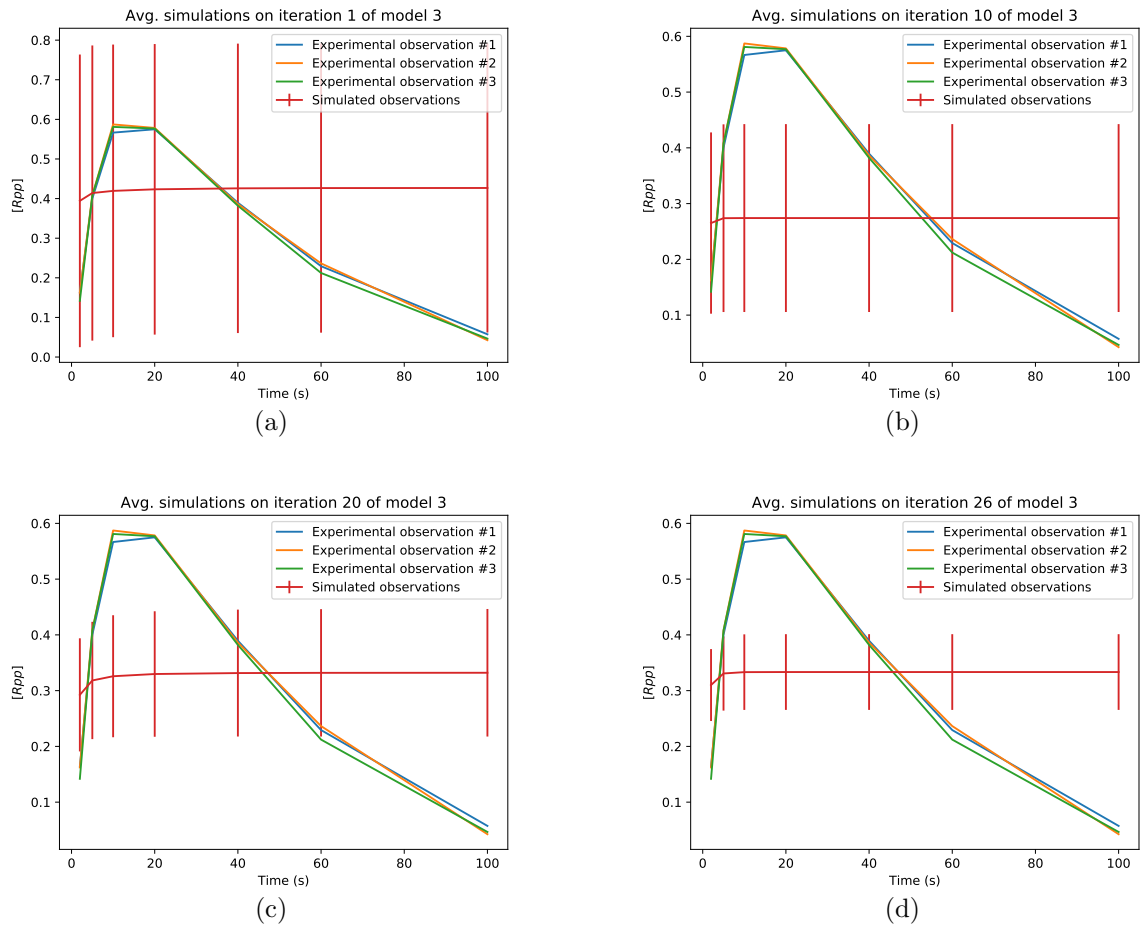 Avg. simulations on iteration 1 of model 3
Experimental observation #1
Experimental observation #2
Experimental observation #3
Simulated observations
[Rpp]
0.8
0.7
0.6
0.5
0.4
0.3
0.2
0.1
0.0
0 20 40 60 80 100
Time (s)
(a)
Avg. simulations on iteration 10 of model 3
Experimental observation #1
Experimental observation #2
Experimental observation #3
Simulated observations
[Rpp]
0.6
0.5
0.4
0.3
0.2
0.1
0 20 40 60 80 100
Time (s)
(b)
Avg. simulations on iteration 20 of model 3
Experimental observation #1
Experimental observation #2
Experimental observation #3
Simulated observations
[Rpp]
0.6
0.5
0.4
0.3
0.2
0.1
0 20 40 60 80 100
Time (s)
(c)
Avg. simulations on iteration 26 of model 3
Experimental observation #1
Experimental observation #2
Experimental observation #3
Simulated observations
[Rpp]
0.6
0.5
0.4
0.3
0.2
0.1
0 20 40 60 80 100
Time (s)
(d)